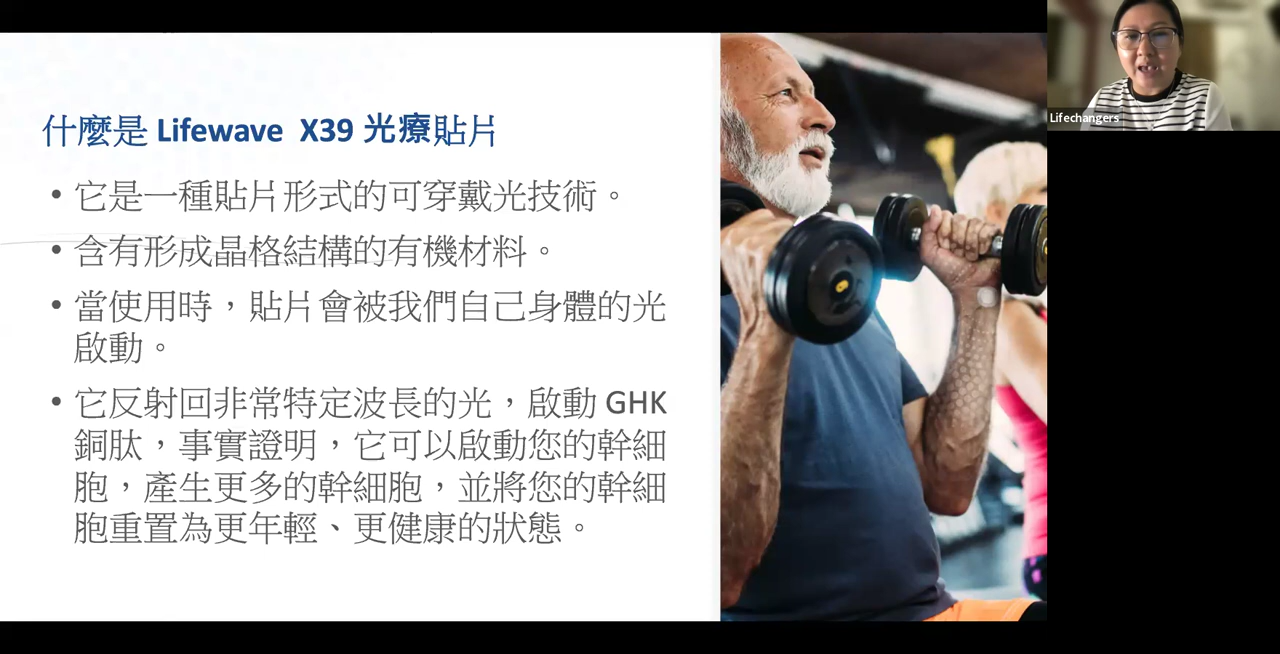 什麼是 Lifewave X39 光療貼片
• 它是一種貼片形式的可穿戴光技術。
• 含有形成晶格結構的有機材料。
• 當使用時，貼片會被我們自己身體的光
啟動。
• 它反射回非常特定波長的光，啟動 GHK
銅肽，事實證明，它可以啟動您的幹細
胞，產生更多的幹細胞，並將您的幹細
胞重置為更年輕、更健康的狀態。
Lifechangers